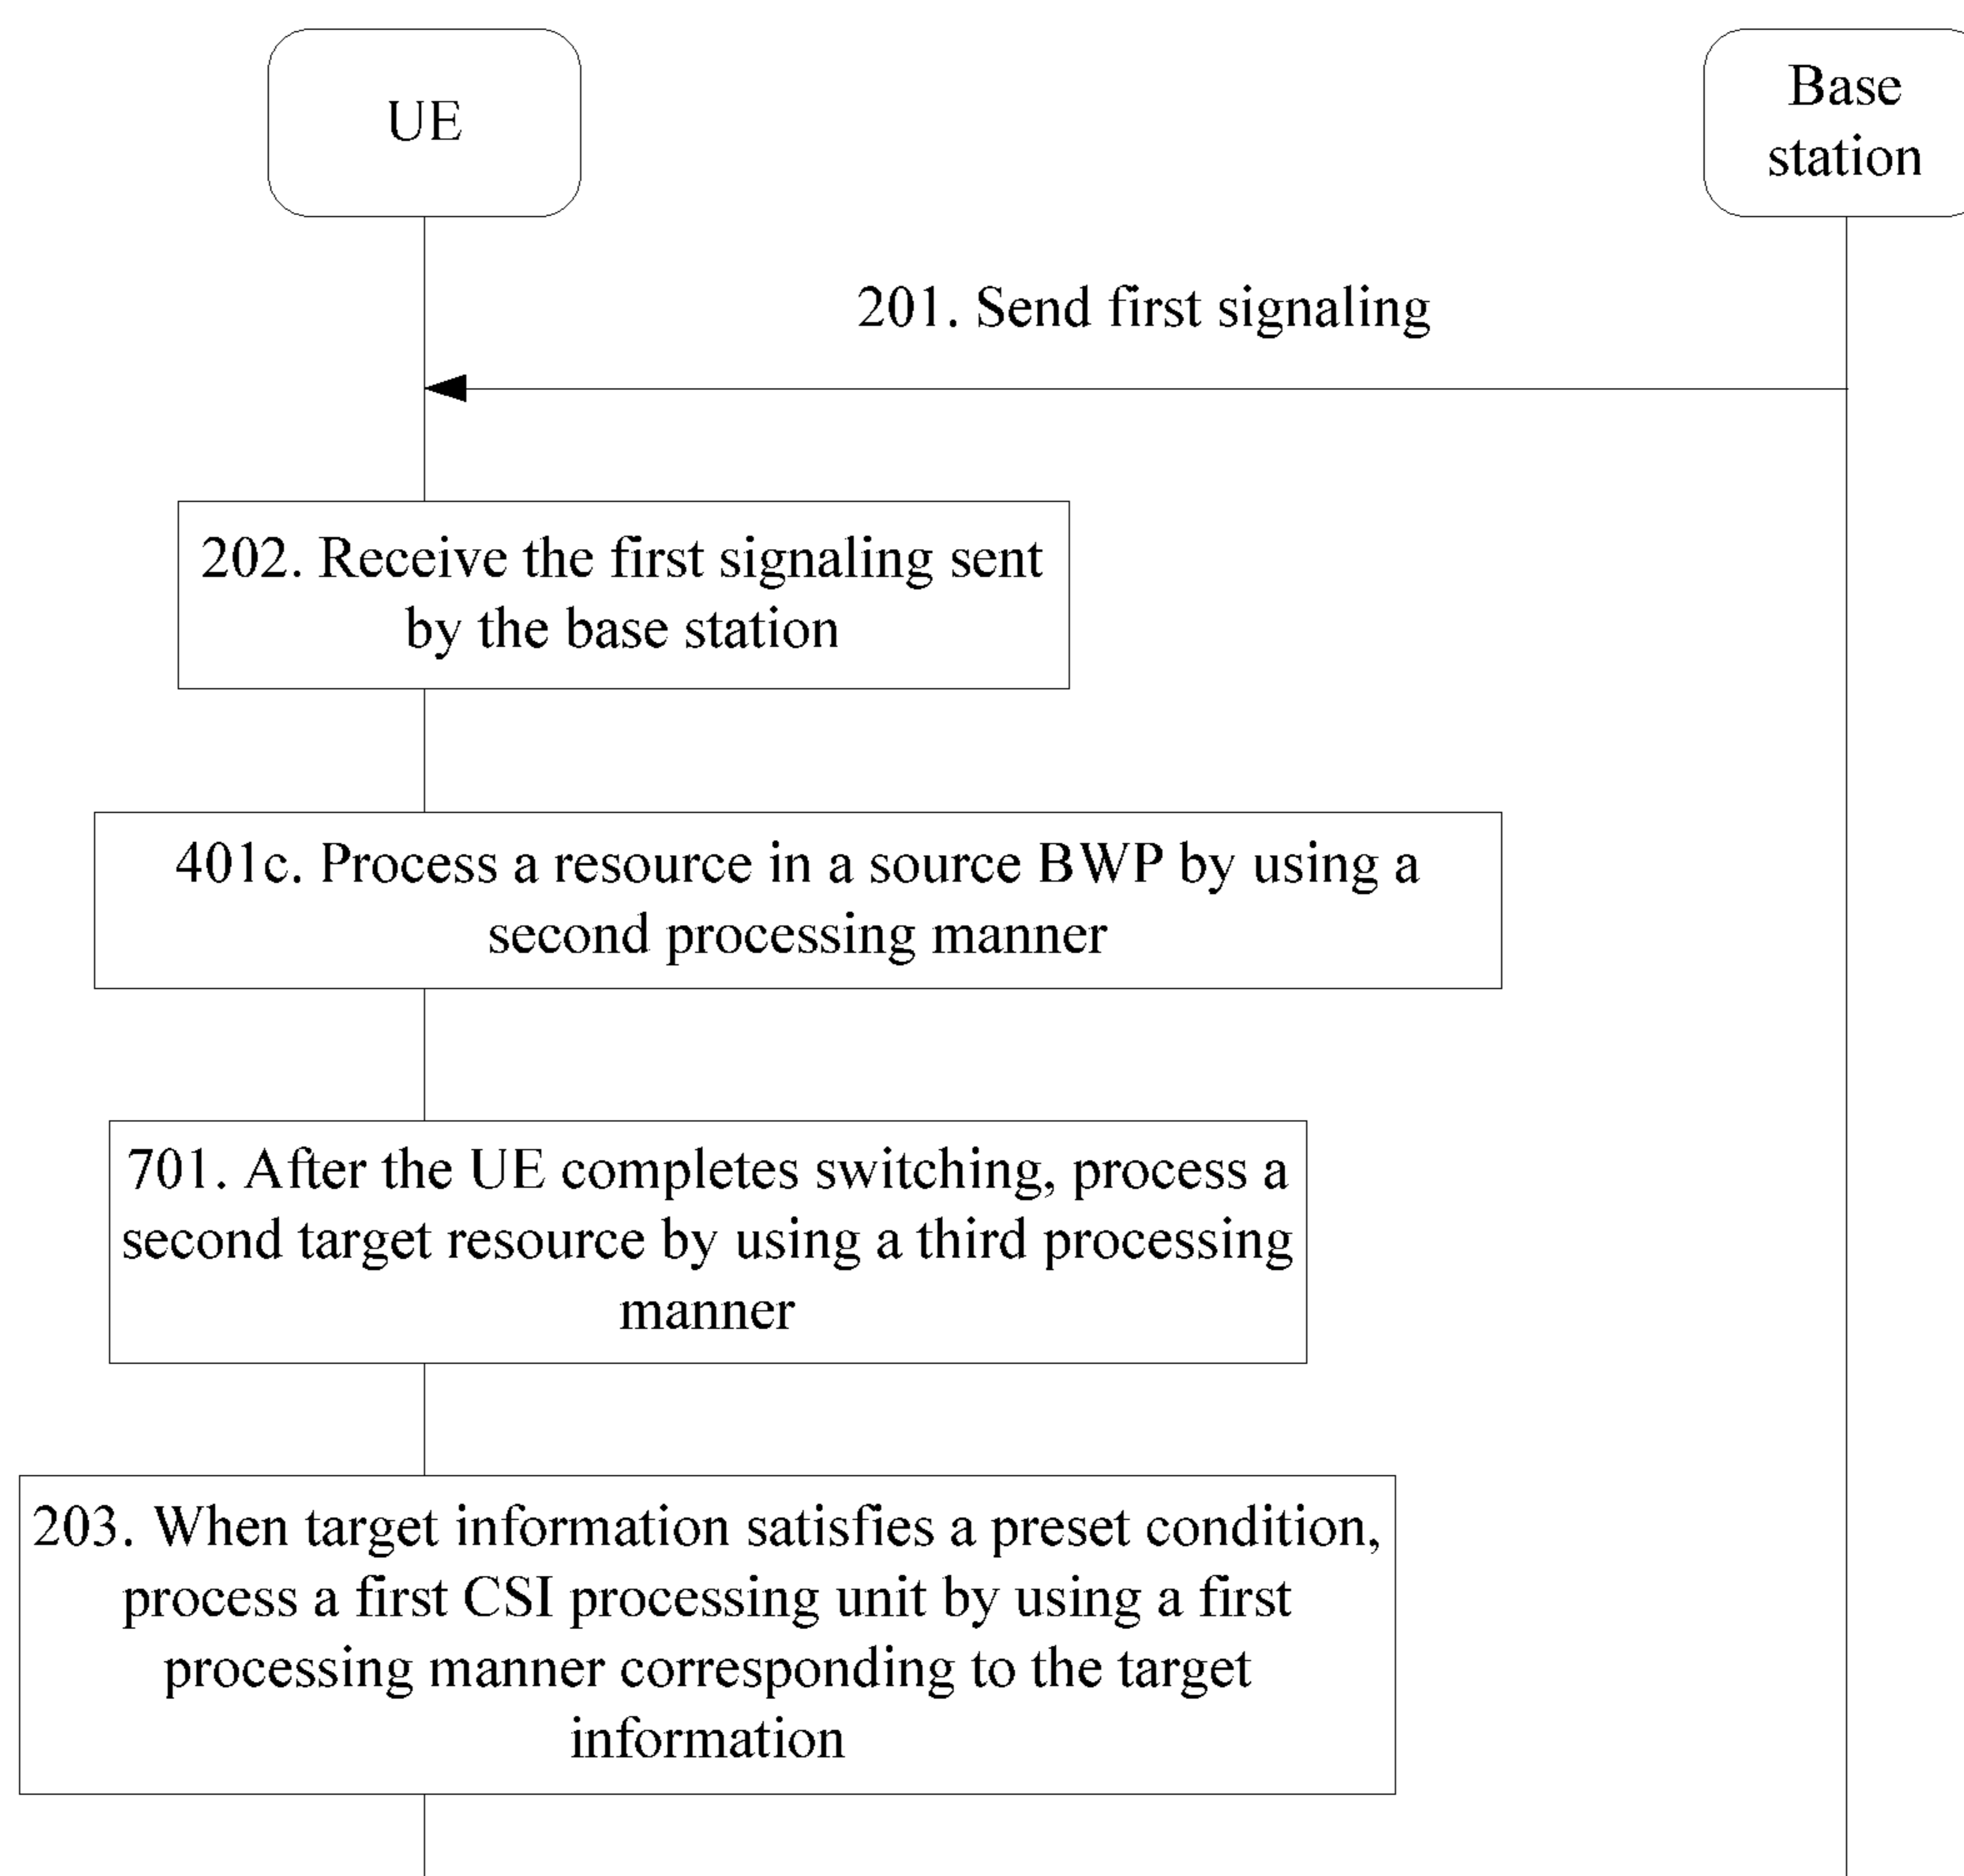 UE
Base
station
201. Send first signaling
202. Receive the first signaling sent
by the base station
401c. Process a resource in a source BWP by using a
second processing manner
701. After the UE completes switching, process a
second target resource by using a third processing
manner
203. When target information satisfies a preset condition,
process a first CSI processing unit by using a first
processing manner corresponding to the target
information